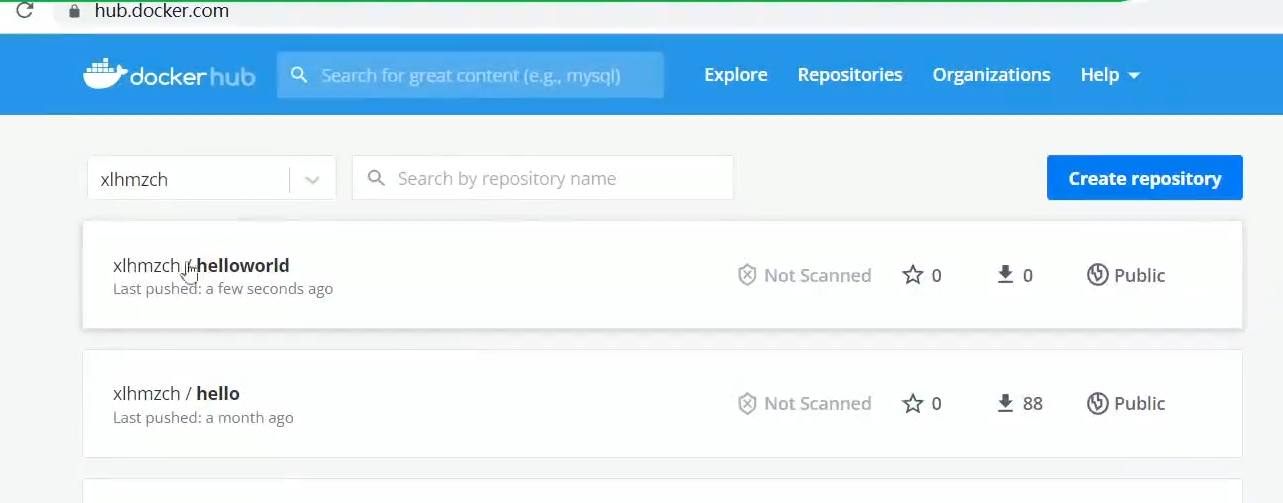 hub.docker.com
dockerhub Search for great content (e.g., mysql) Explore Repositories Organizations Help
xlhmzch Search by repository name Create repository
xlhmzch / helloworld Not Scanned 0 0 Public
Last pushed: a few seconds ago
xlhmzch / hello Not Scanned 0 88 Public
Last pushed: a month ago